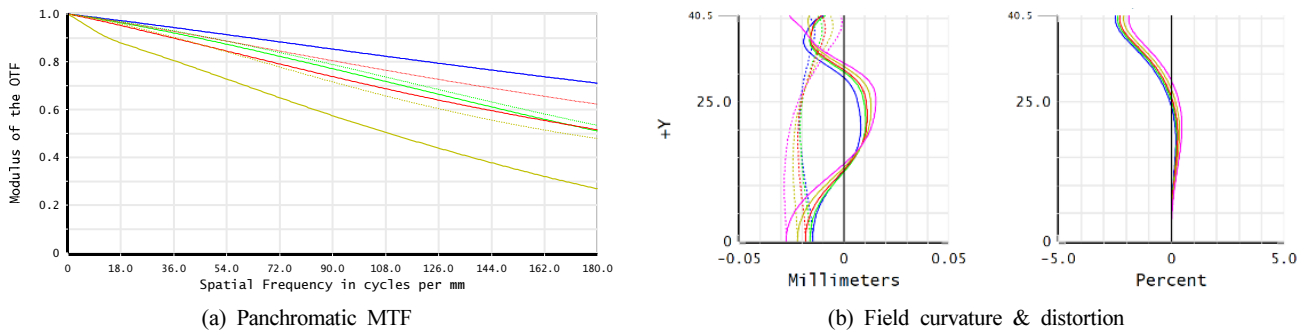 1.0
0.8
0.6
0.4
0.2
0
Modulus of the OTF
0 18.0 36.0 54.0 72.0 90.0 108.0 126.0 144.0 162.0 180.0
Spatial Frequency in cycles per mm
(a) Panchromatic MTF
40.5
25.0
0
+Y
-0.05 0 0.05
Millimeters
40.5
25.0
0
-5.0 0 5.0
Percent
(b) Field curvature & distortion